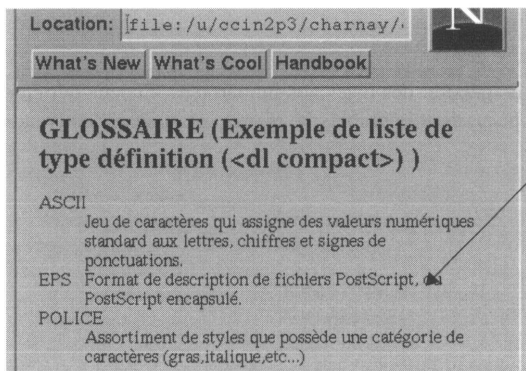 Location: file:/u/ccin2p3/charnay/
N
What's New What's Cool Handbook
GLOSSAIRE (Exemple de liste de
type définition (<dl compact>) )
ASCII
Jeu de caractères qui assigne des valeurs numériques
standard aux lettres, chiffres et signes de
ponctuations.
EPS Format de description de fichiers PostScript, ou
PostScript encapsulé.
POLICE
Assortiment de styles que possède une catégorie de
caractères (gras,italique,etc...)